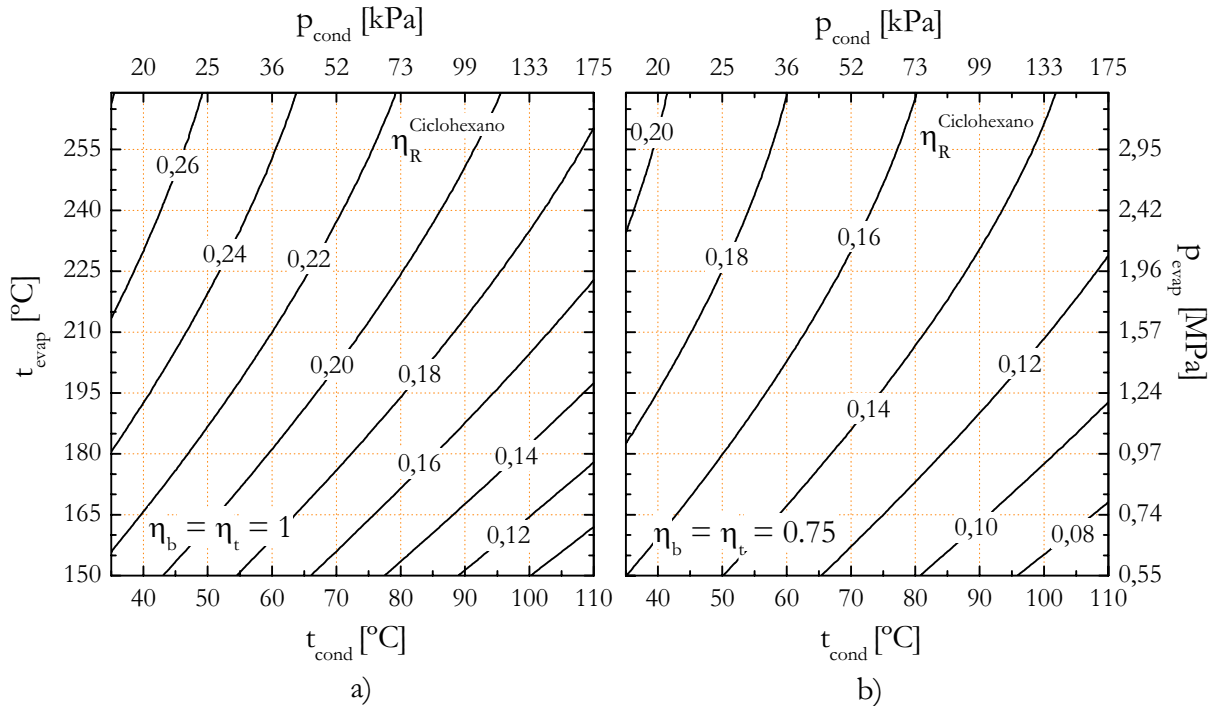 p_cond [kPa]
20 25 36 52 73 99 133 175
255
240
225
210
195
180
165
150
t_evap [ºC]
η_R^Ciclohexano
0,26
0,24
0,22
0,20
0,18
0,16
0,14
0,12
η_b = η_t = 1
40 50 60 70 80 90 100 110
t_cond [ºC]
a)
p_cond [kPa]
20 25 36 52 73 99 133 175
η_R^Ciclohexano
0,20
0,18
0,16
0,14
0,12
0,10
0,08
η_b = η_t. = 0.75
2,95
2,42
1,96
1,57
1,24
0,97
0,74
0,55
p_evap [MPa]
40 50 60 70 80 90 100 110
t_cond [ºC]
b)